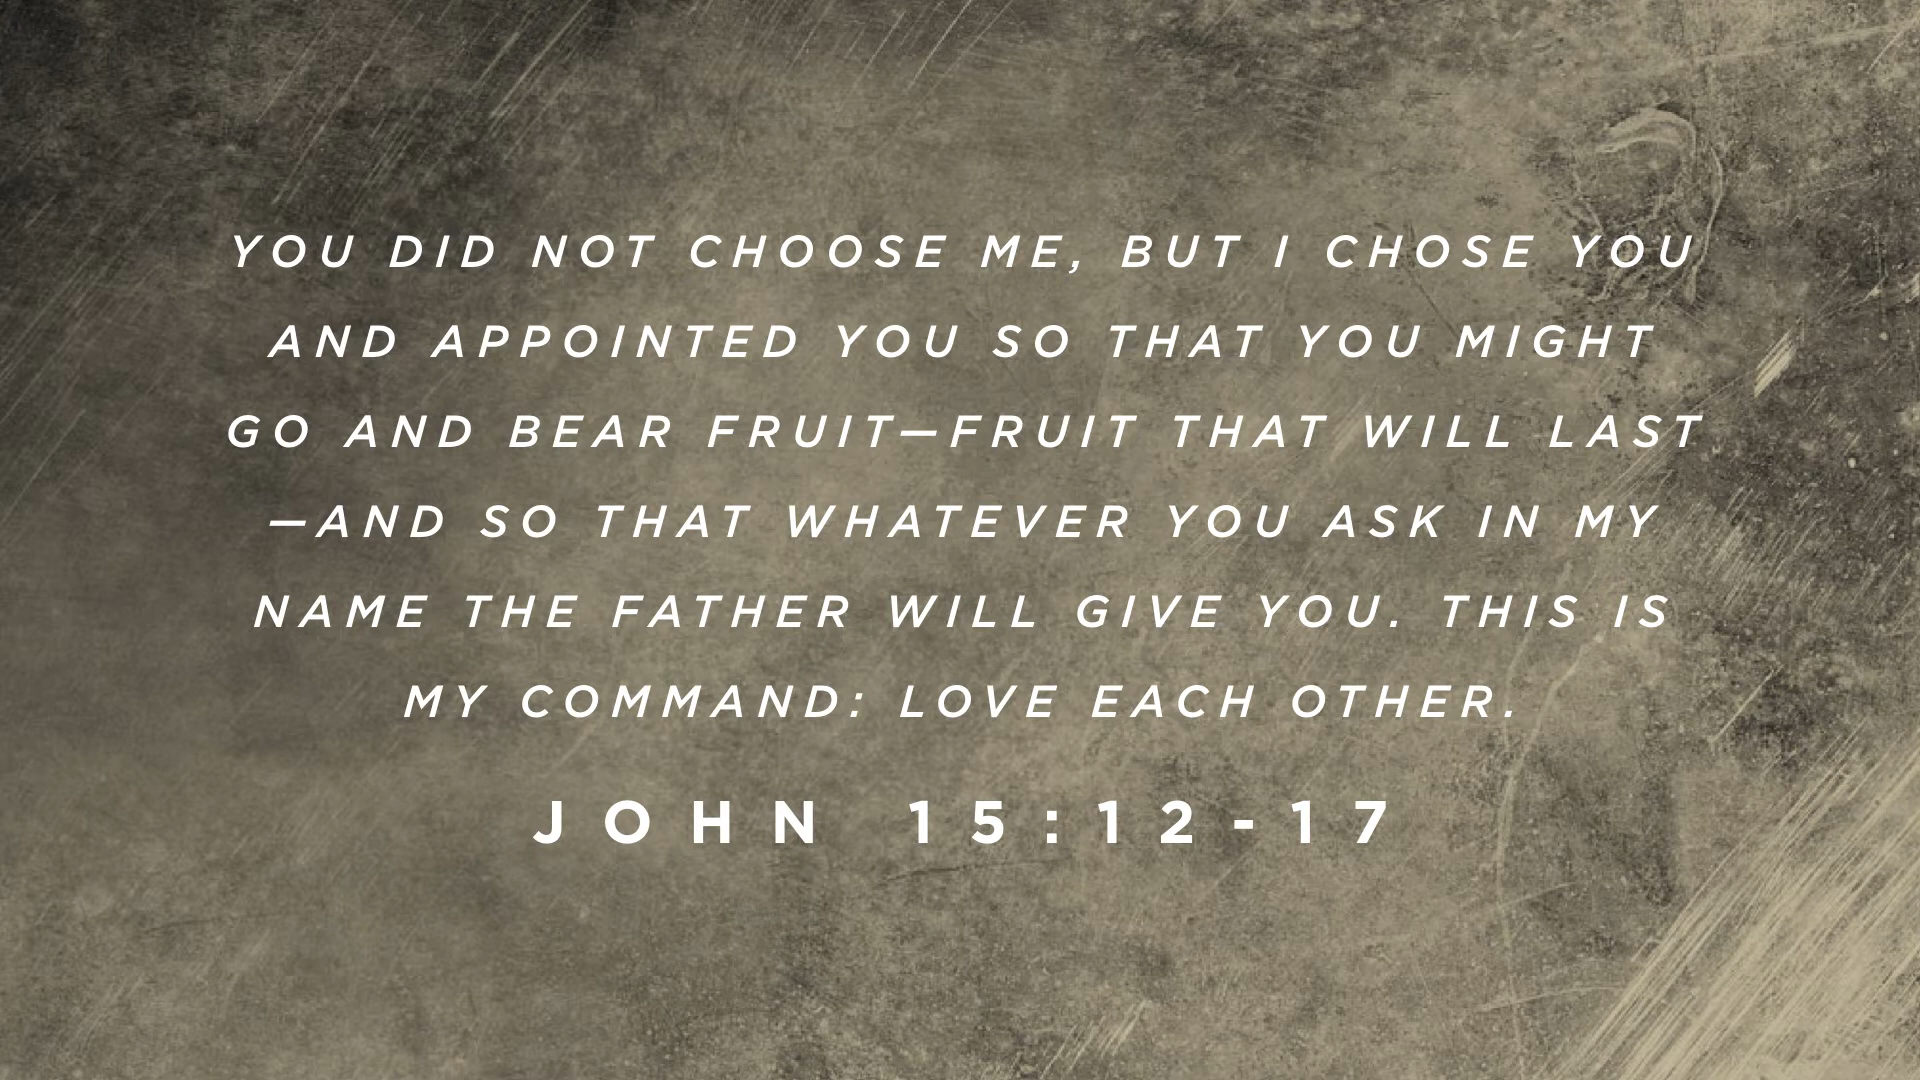 YOU DID NOT CHOOSE ME, BUT I CHOSE YOU
AND APPOINTED YOU SO THAT YOU MIGHT
GO AND BEAR FRUIT—FRUIT THAT WILL LAST
—AND SO THAT WHATEVER YOU ASK IN MY
NAME THE FATHER WILL GIVE YOU. THIS IS
MY COMMAND: LOVE EACH OTHER.
JOHN 15:12-17